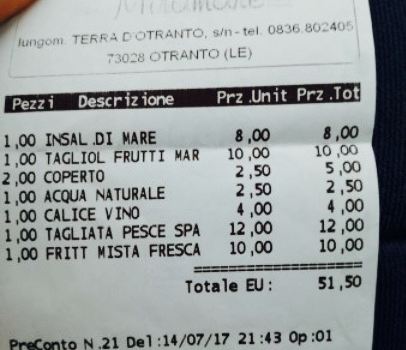 Miramare
lungom. TERRA D'OTRANTO, s/n - tel. 0836.802405
73028 OTRANTO (LE)
Pezzi Descrizione Prz.Unit Prz.Tot
1,00 INSAL.DI MARE 8,00 8,00
1,00 TAGLIOL FRUTTI MAR 10,00 10,00
2,00 COPERTO 2,50 5,00
1,00 ACQUA NATURALE 2,50 2,50
1,00 CALICE VINO 4,00 4,00
1,00 TAGLIATA PESCE SPA 12,00 12,00
1,00 FRITT MISTA FRESCA 10,00 10,00
====================
Totale EU: 51,50
PreConto N.21 Del:14/07/17 21:43 Op:01